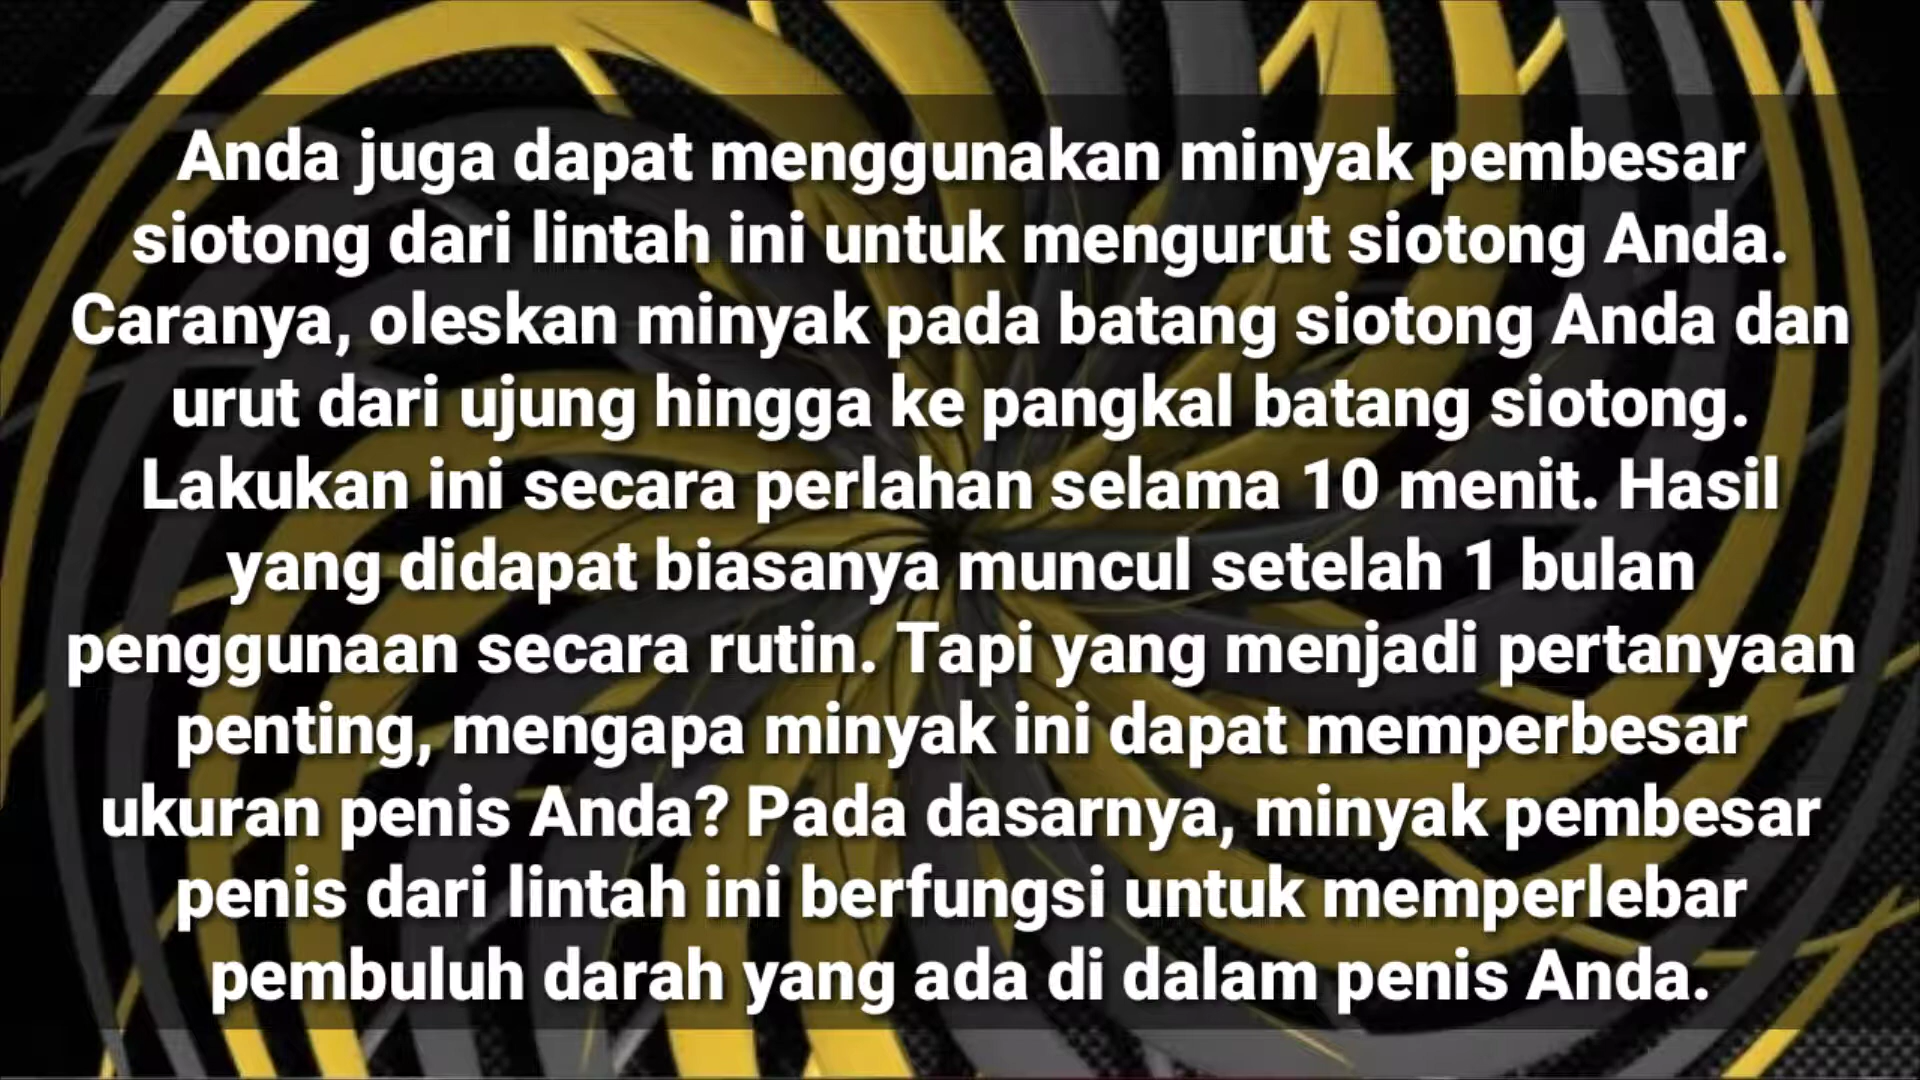 Anda juga dapat menggunakan minyak pembesar
siotong dari lintah ini untuk mengurut siotong Anda.
Caranya, oleskan minyak pada batang siotong Anda dan
urut dari ujung hingga ke pangkal batang siotong.
Lakukan ini secara perlahan selama 10 menit. Hasil
yang didapat biasanya muncul setelah 1 bulan
penggunaan secara rutin. Tapi yang menjadi pertanyaan
penting, mengapa minyak ini dapat memperbesar
ukuran penis Anda? Pada dasarnya, minyak pembesar
penis dari lintah ini berfungsi untuk memperlebar
pembuluh darah yang ada di dalam penis Anda.